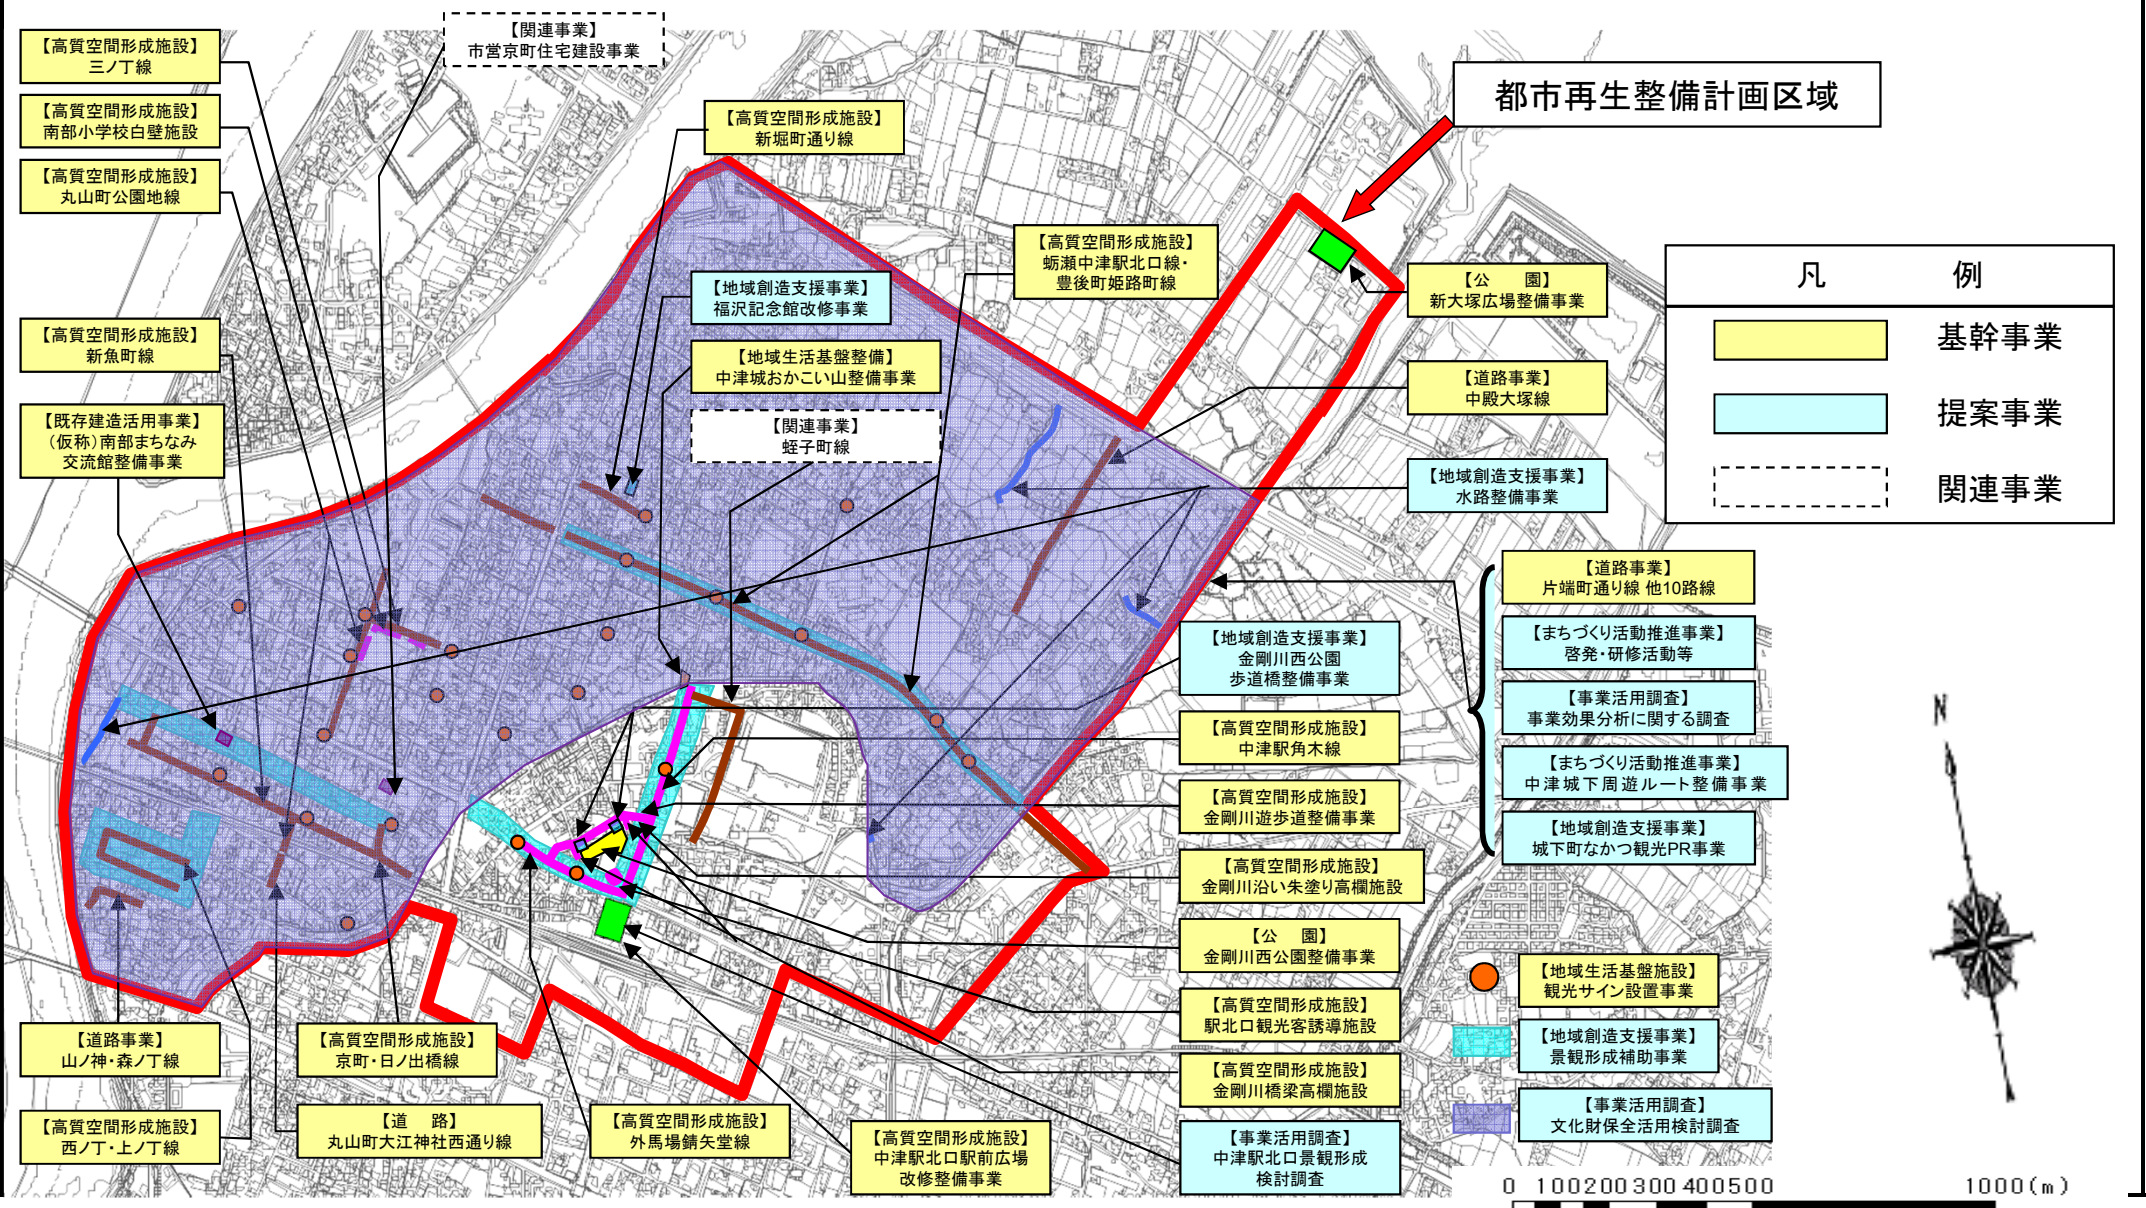 【高質空間形成施設】
三ノ丁線
【高質空間形成施設】
南部小学校白壁施設
【高質空間形成施設】
丸山町公園地線
【高質空間形成施設】
新魚町線
【既存建造活用事業】
(仮称)南部まちなみ
交流館整備事業
【関連事業】
市営京町住宅建設事業
【高質空間形成施設】
新堀町通り線
【地域創造支援事業】
福沢記念館改修事業
【地域生活基盤整備】
中津城おかこい山整備事業
【関連事業】
蛭子町線
【高質空間形成施設】
蛎瀬中津駅北口線・
豊後町姫路町線
都市再生整備計画区域
【公　園】
新大塚広場整備事業
【道路事業】
中殿大塚線
【地域創造支援事業】
水路整備事業
凡　例
基幹事業
提案事業
関連事業
【道路事業】
片端町通り線 他10路線
【まちづくり活動推進事業】
啓発・研修活動等
【事業活用調査】
事業効果分析に関する調査
【まちづくり活動推進事業】
中津城下周遊ルート整備事業
【地域創造支援事業】
城下町なかつ観光PR事業
【地域創造支援事業】
金剛川西公園
歩道橋整備事業
【高質空間形成施設】
中津駅角木線
【高質空間形成施設】
金剛川遊歩道整備事業
【高質空間形成施設】
金剛川沿い朱塗り高欄施設
【公　園】
金剛川西公園整備事業
【高質空間形成施設】
駅北口観光客誘導施設
【高質空間形成施設】
金剛川橋梁高欄施設
【事業活用調査】
中津駅北口景観形成
検討調査
【地域生活基盤施設】
観光サイン設置事業
【地域創造支援事業】
景観形成補助事業
【事業活用調査】
文化財保全活用検討調査
【道路事業】
山ノ神・森ノ丁線
【高質空間形成施設】
西ノ丁・上ノ丁線
【高質空間形成施設】
京町・日ノ出橋線
【道　路】
丸山町大江神社西通り線
【高質空間形成施設】
外馬場錆矢堂線
【高質空間形成施設】
中津駅北口駅前広場
改修整備事業
N
0 100 200 300 400 500 1000(m)